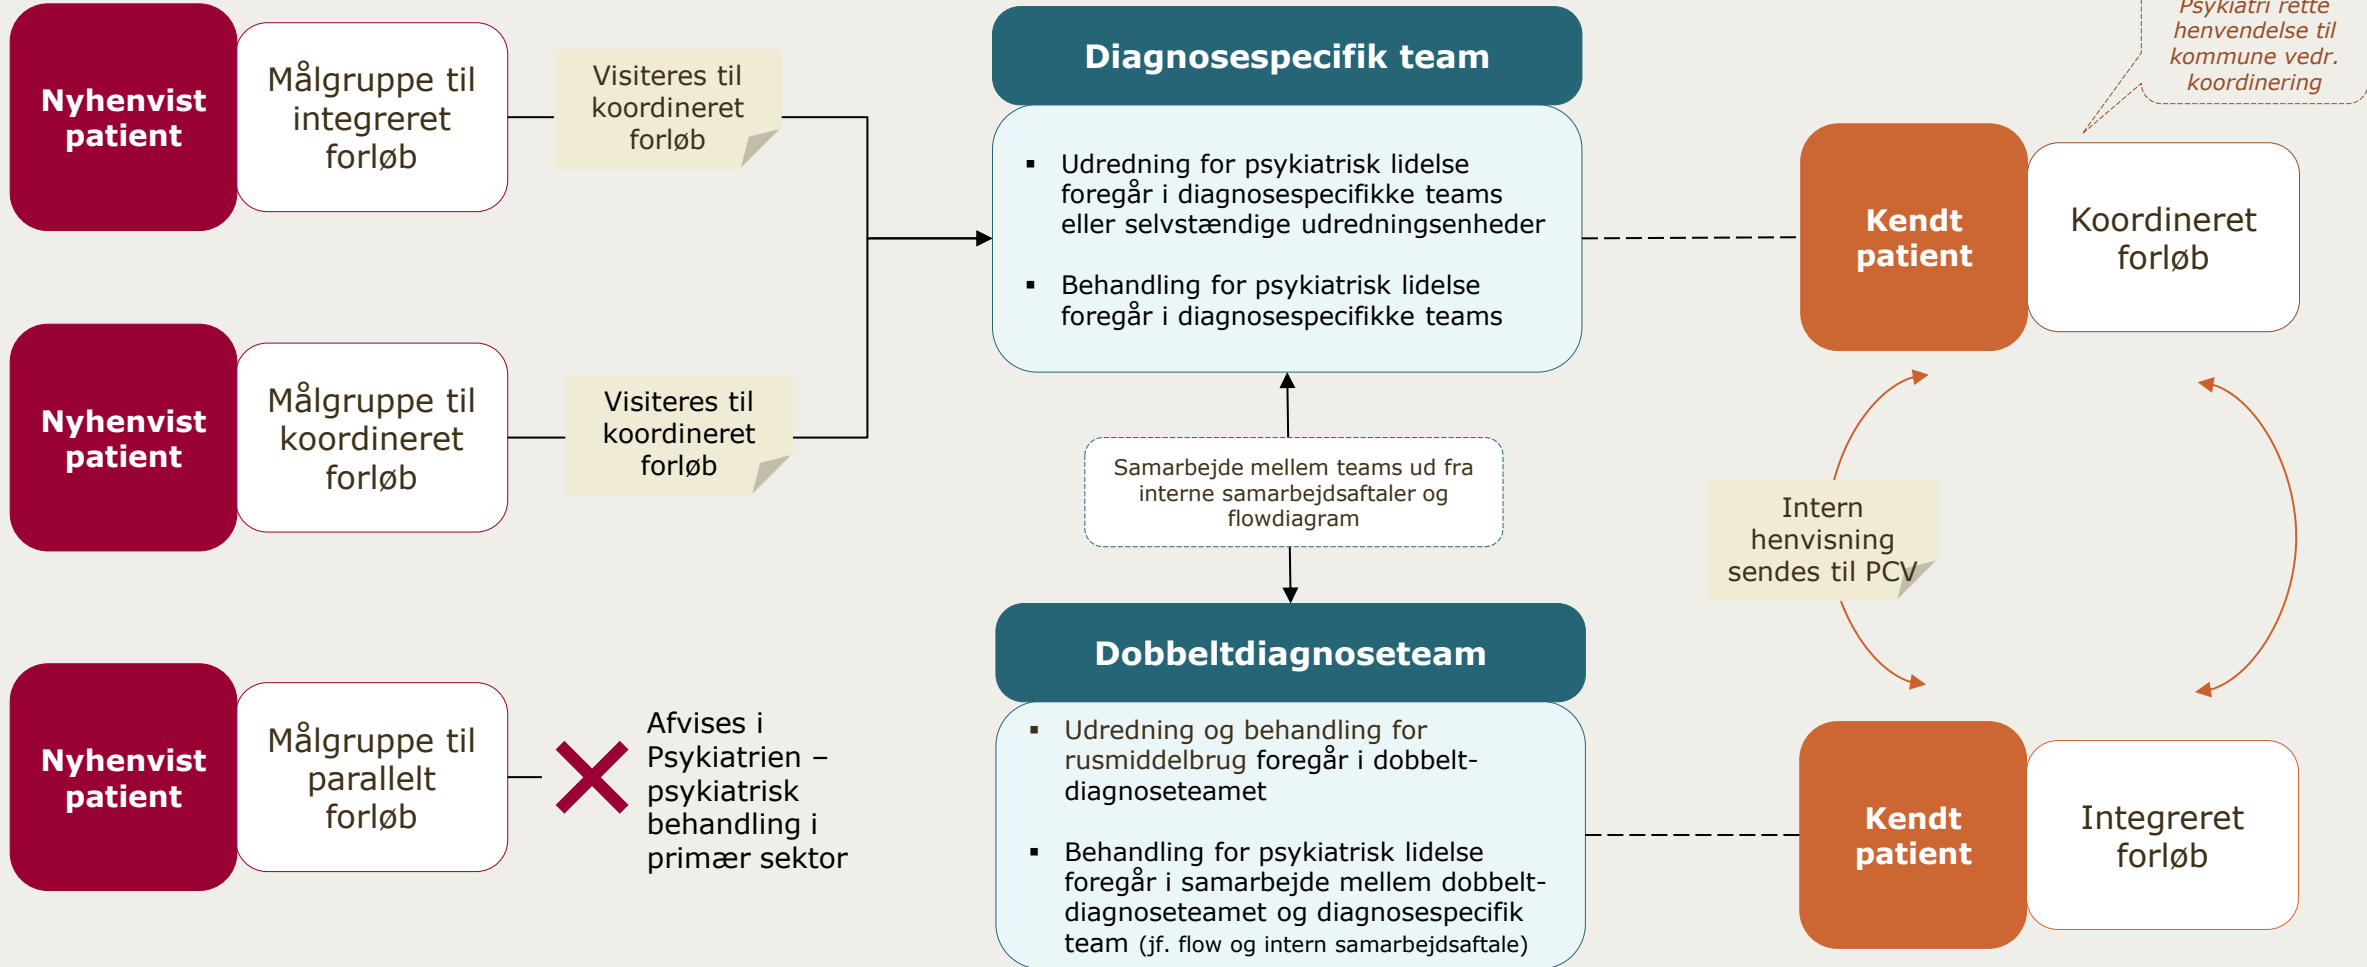 Nyhenvist
patient
Målgruppe til
integreret
forløb
Visiteres til
koordineret
forløb
Nyhenvist
patient
Målgruppe til
koordineret
forløb
Visiteres til
koordineret
forløb
Nyhenvist
patient
Målgruppe til
parallelt
forløb
Afvises i
Psykiatrien –
psykiatrisk
behandling i
primær sektor
Diagnosespecifik team
▪ Udredning for psykiatrisk lidelse
foregår i diagnosespecifikke teams
eller selvstændige udredningsenheder
▪ Behandling for psykiatrisk lidelse
foregår i diagnosespecifikke teams
Samarbejde mellem teams ud fra
interne samarbejdsaftaler og
flowdiagram
Dobbeltdiagnoseteam
▪ Udredning og behandling for
rusmiddelbrug foregår i dobbelt-
diagnoseteamet
▪ Behandling for psykiatrisk lidelse
foregår i samarbejde mellem dobbelt-
diagnoseteamet og diagnosespecifik
team (jf. flow og intern samarbejdsaftale)
Psykiatri rette
henvendelse til
kommune vedr.
koordinering
Kendt
patient
Koordineret
forløb
Intern
henvisning
sendes til PCV
Kendt
patient
Integreret
forløb